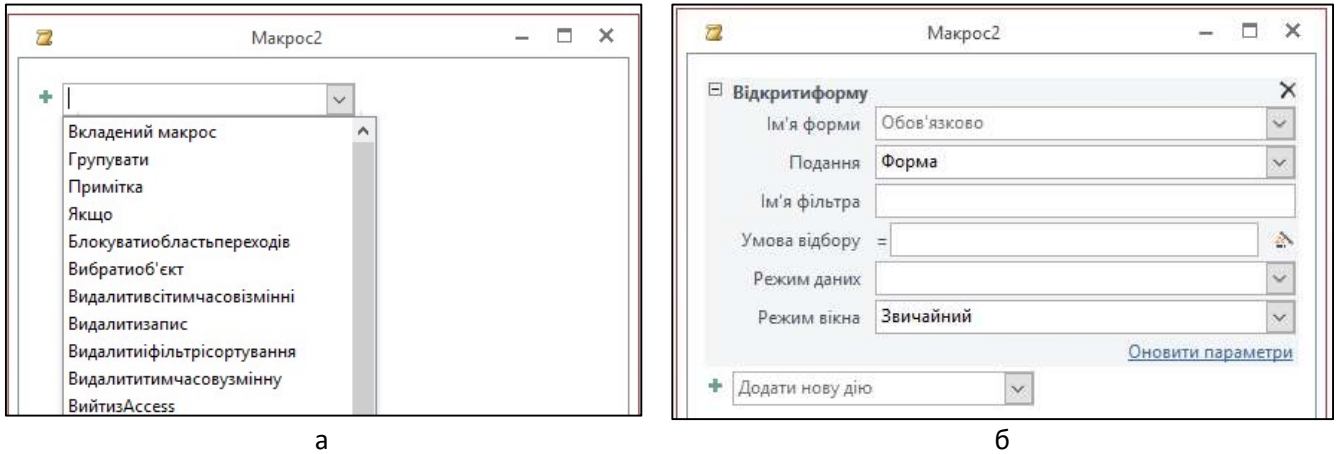 Макрос2
Вкладений макрос
Групувати
Примітка
Якщо
Блокуватиобластьпереходів
Вибратиоб'єкт
Видалитивсітимчасовізмінні
Видалитизапис
Видалитиіфільтрісортування
Видалититимчасовузмінну
ВийтизAccess
а
Макрос2
Відкритиформу
Ім'я форми Обов'язково
Подання Форма
Ім'я фільтра
Умова відбору =
Режим даних
Режим вікна Звичайний
Оновити параметри
Додати нову дію
б